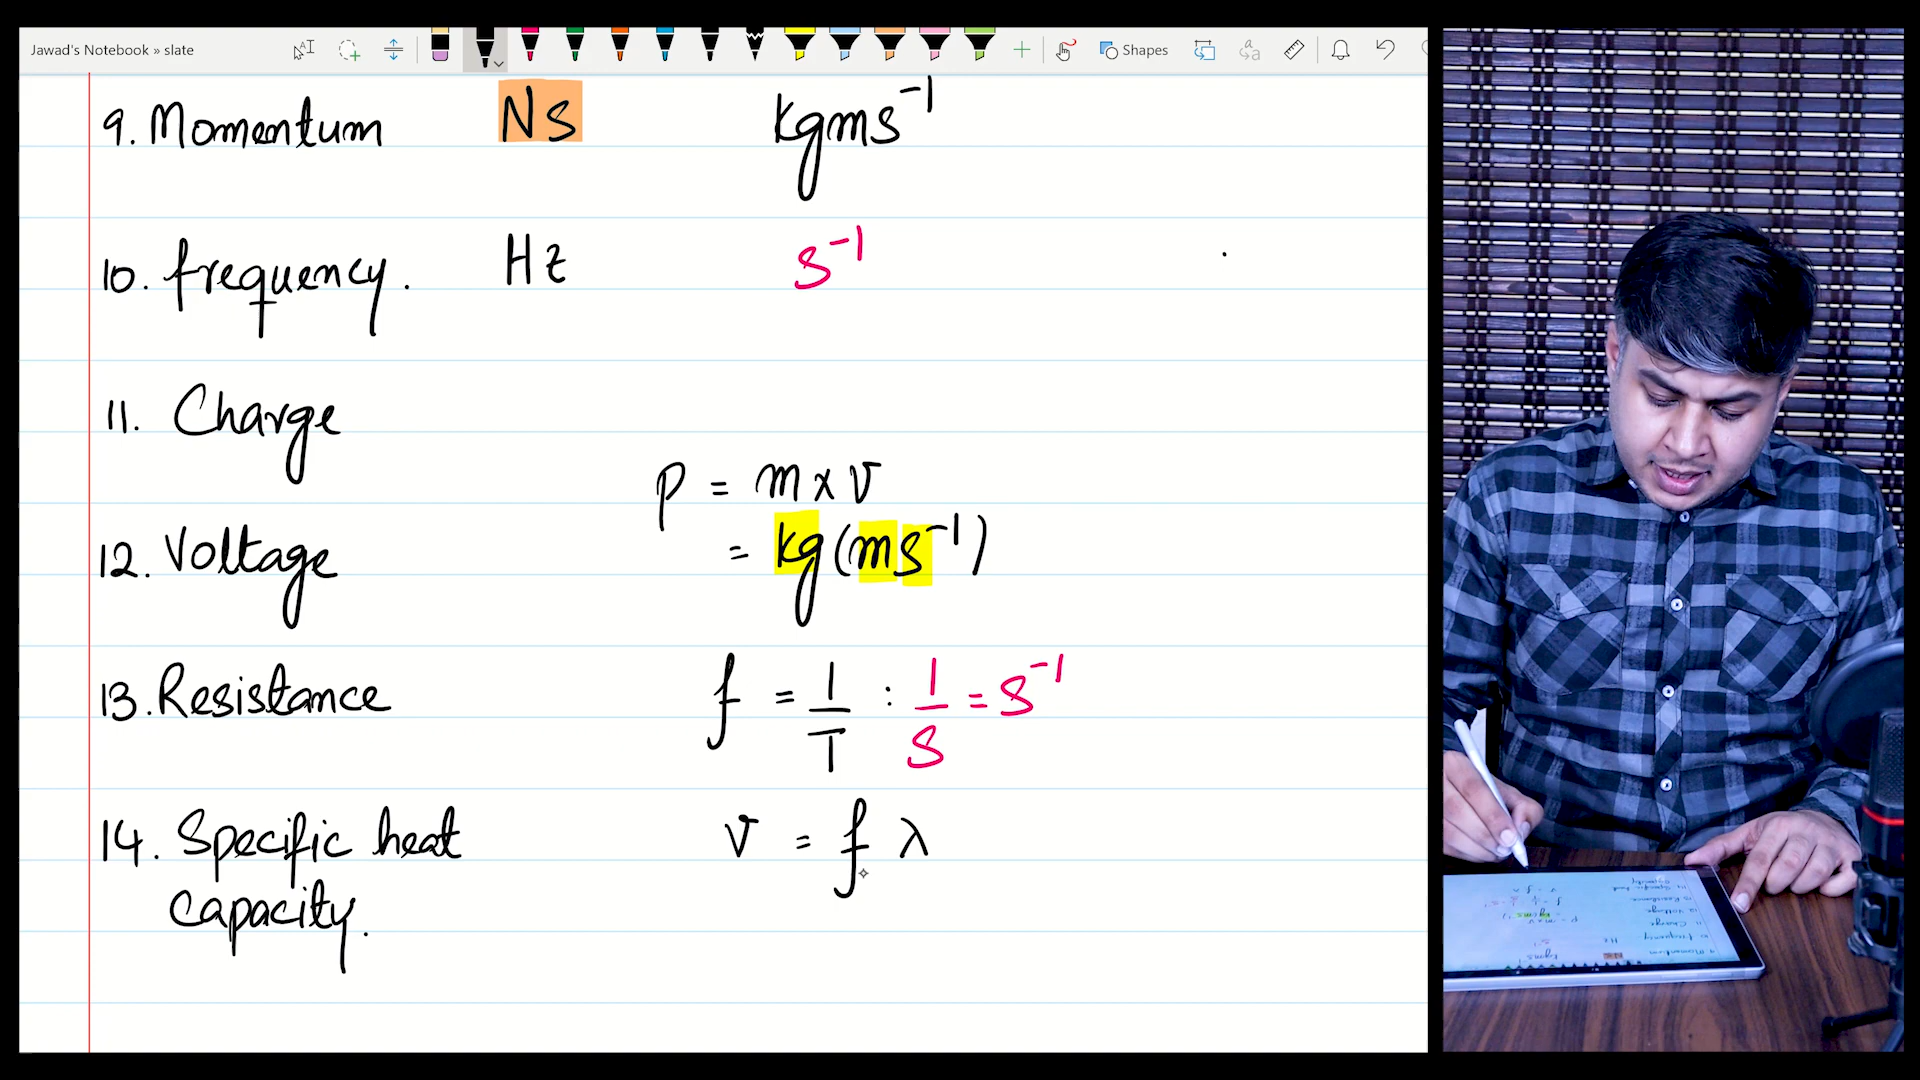 Jawad's Notebook » slate
Shapes
9. Momentum Ns kgms⁻¹
10. frequency. Hz s⁻¹
11. Charge
p = m x v
12. Voltage = kg(ms⁻¹)
13. Resistance f = 1/T : 1/s = s⁻¹
14. Specific heat v = f λ
capacity.